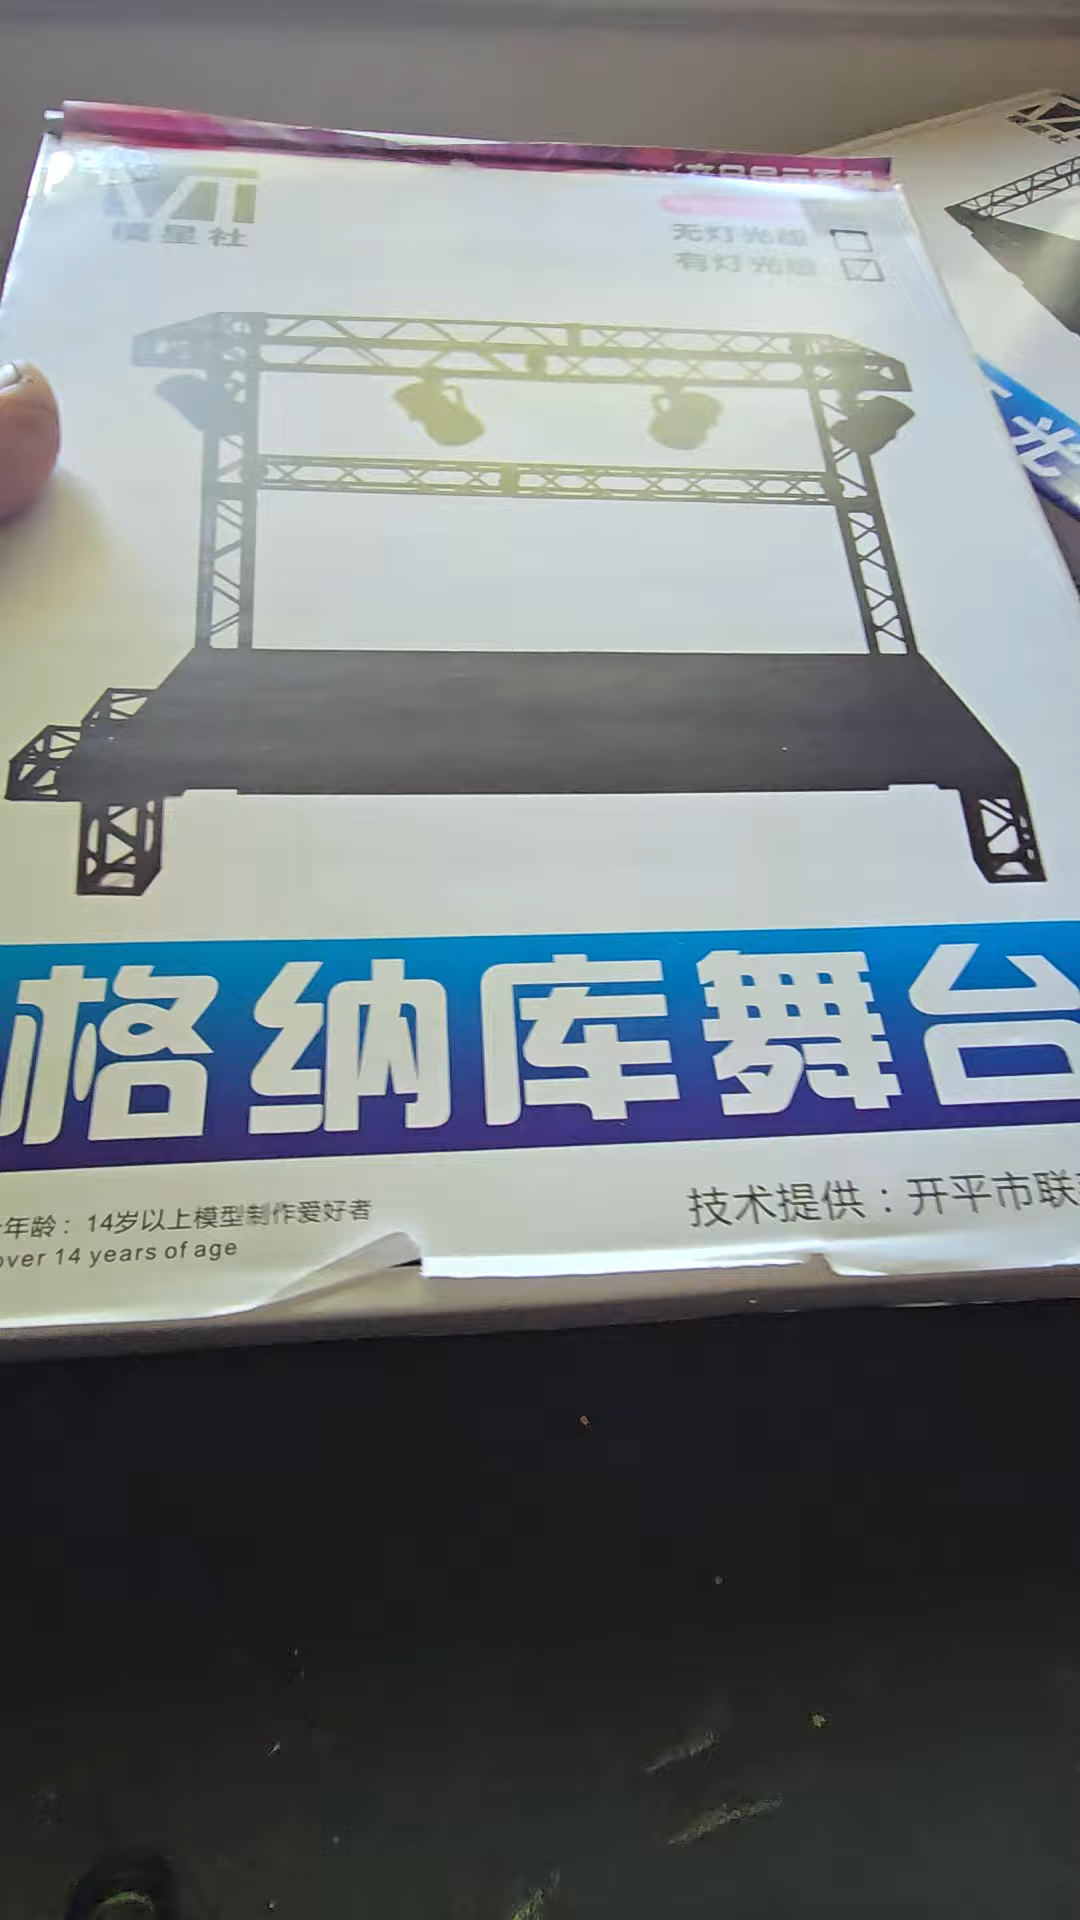 模星社
无灯光版
有灯光版
格纳库舞台
年龄：14岁以上模型制作爱好者
over 14 years of age
技术提供：开平市联
光